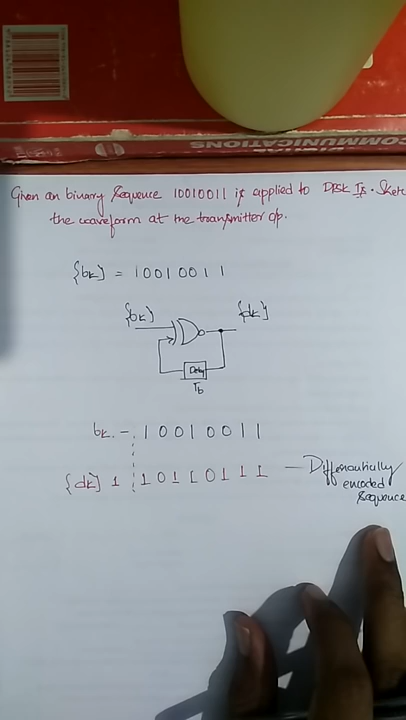 COMMUNICATIONS
Given an binary Sequence 10010011 is applied to DPSK Tx. Sketc
the waveform at the transmitter o/p.
{bk} = 10010011
{bk} {dk}
Delay
Tb
bk - 1 0 0 1 0 0 1 1
{dk} 1 1 0 1 1 0 1 1 1 — Differentially
encoded
Sequence